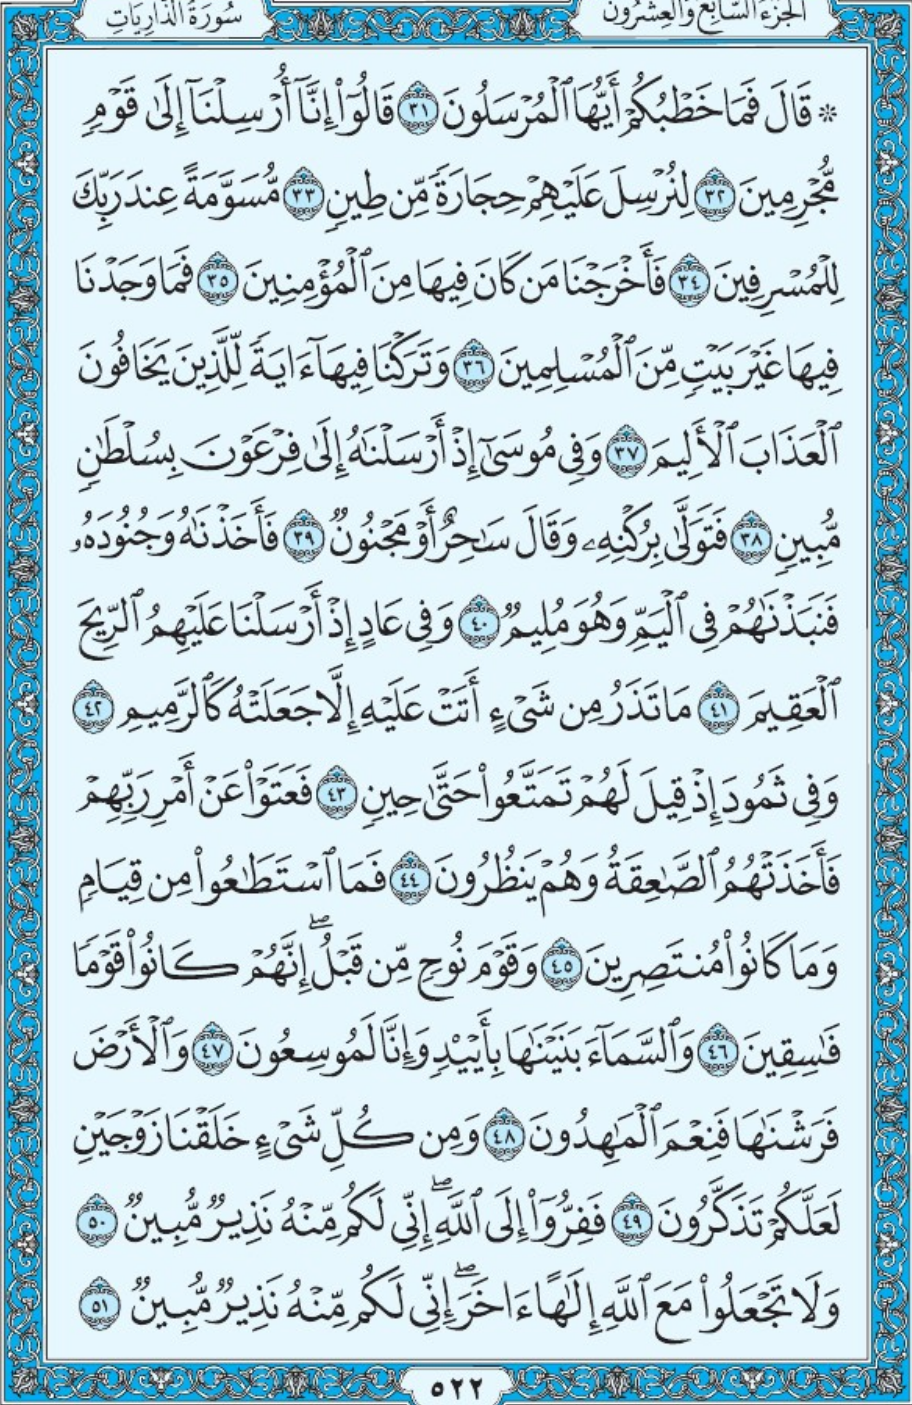 الجزء السابع والعشرون
سورة الذاريات
* قَالَ فَمَا خَطْبُكُمْ أَيُّهَا ٱلْمُرْسَلُونَ ٣١ قَالُوٓا۟ إِنَّآ أُرْسِلْنَآ إِلَىٰ قَوْمٍ
مُّجْرِمِينَ ٣٢ لِنُرْسِلَ عَلَيْهِمْ حِجَارَةً مِّن طِينٍ ٣٣ مُّسَوَّمَةً عِندَ رَبِّكَ
لِلْمُسْرِفِينَ ٣٤ فَأَخْرَجْنَا مَن كَانَ فِيهَا مِنَ ٱلْمُؤْمِنِينَ ٣٥ فَمَا وَجَدْنَا
فِيهَا غَيْرَ بَيْتٍ مِّنَ ٱلْمُسْلِمِينَ ٣٦ وَتَرَكْنَا فِيهَآ ءَايَةً لِّلَّذِينَ يَخَافُونَ
ٱلْعَذَابَ ٱلْأَلِيمَ ٣٧ وَفِى مُوسَىٰٓ إِذْ أَرْسَلْنَٰهُ إِلَىٰ فِرْعَوْنَ بِسُلْطَٰنٍ
مُّبِينٍ ٣٨ فَتَوَلَّىٰ بِرُكْنِهِۦ وَقَالَ سَٰحِرٌ أَوْ مَجْنُونٌ ٣٩ فَأَخَذْنَٰهُ وَجُنُودَهُۥ
فَنَبَذْنَٰهُمْ فِى ٱلْيَمِّ وَهُوَ مُلِيمٌ ٤٠ وَفِى عَادٍ إِذْ أَرْسَلْنَا عَلَيْهِمُ ٱلرِّيحَ
ٱلْعَقِيمَ ٤١ مَا تَذَرُ مِن شَىْءٍ أَتَتْ عَلَيْهِ إِلَّا جَعَلَتْهُ كَٱلرَّمِيمِ ٤٢
وَفِى ثَمُودَ إِذْ قِيلَ لَهُمْ تَمَتَّعُوا۟ حَتَّىٰ حِينٍ ٤٣ فَعَتَوْا۟ عَنْ أَمْرِ رَبِّهِمْ
فَأَخَذَتْهُمُ ٱلصَّٰعِقَةُ وَهُمْ يَنظُرُونَ ٤٤ فَمَا ٱسْتَطَٰعُوا۟ مِن قِيَامٍ
وَمَا كَانُوا۟ مُنتَصِرِينَ ٤٥ وَقَوْمَ نُوحٍ مِّن قَبْلُ ۖ إِنَّهُمْ كَانُوا۟ قَوْمًا
فَٰسِقِينَ ٤٦ وَٱلسَّمَآءَ بَنَيْنَٰهَا بِأَيْيْدٍ وَإِنَّا لَمُوسِعُونَ ٤٧ وَٱلْأَرْضَ
فَرَشْنَٰهَا فَنِعْمَ ٱلْمَٰهِدُونَ ٤٨ وَمِن كُلِّ شَىْءٍ خَلَقْنَا زَوْجَيْنِ
لَعَلَّكُمْ تَذَكَّرُونَ ٤٩ فَفِرُّوٓا۟ إِلَى ٱللَّهِ ۖ إِنِّى لَكُم مِّنْهُ نَذِيرٌ مُّبِينٌ ٥٠
وَلَا تَجْعَلُوا۟ مَعَ ٱللَّهِ إِلَٰهًا ءَاخَرَ ۖ إِنِّى لَكُم مِّنْهُ نَذِيرٌ مُّبِينٌ ٥١
٥٢٢